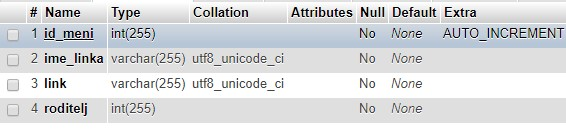 # Name Type Collation Attributes Null Default Extra
1 id_meni int(255) No None AUTO_INCREMENT
2 ime_linka varchar(255) utf8_unicode_ci No None
3 link varchar(255) utf8_unicode_ci No None
4 roditelj int(255) No None